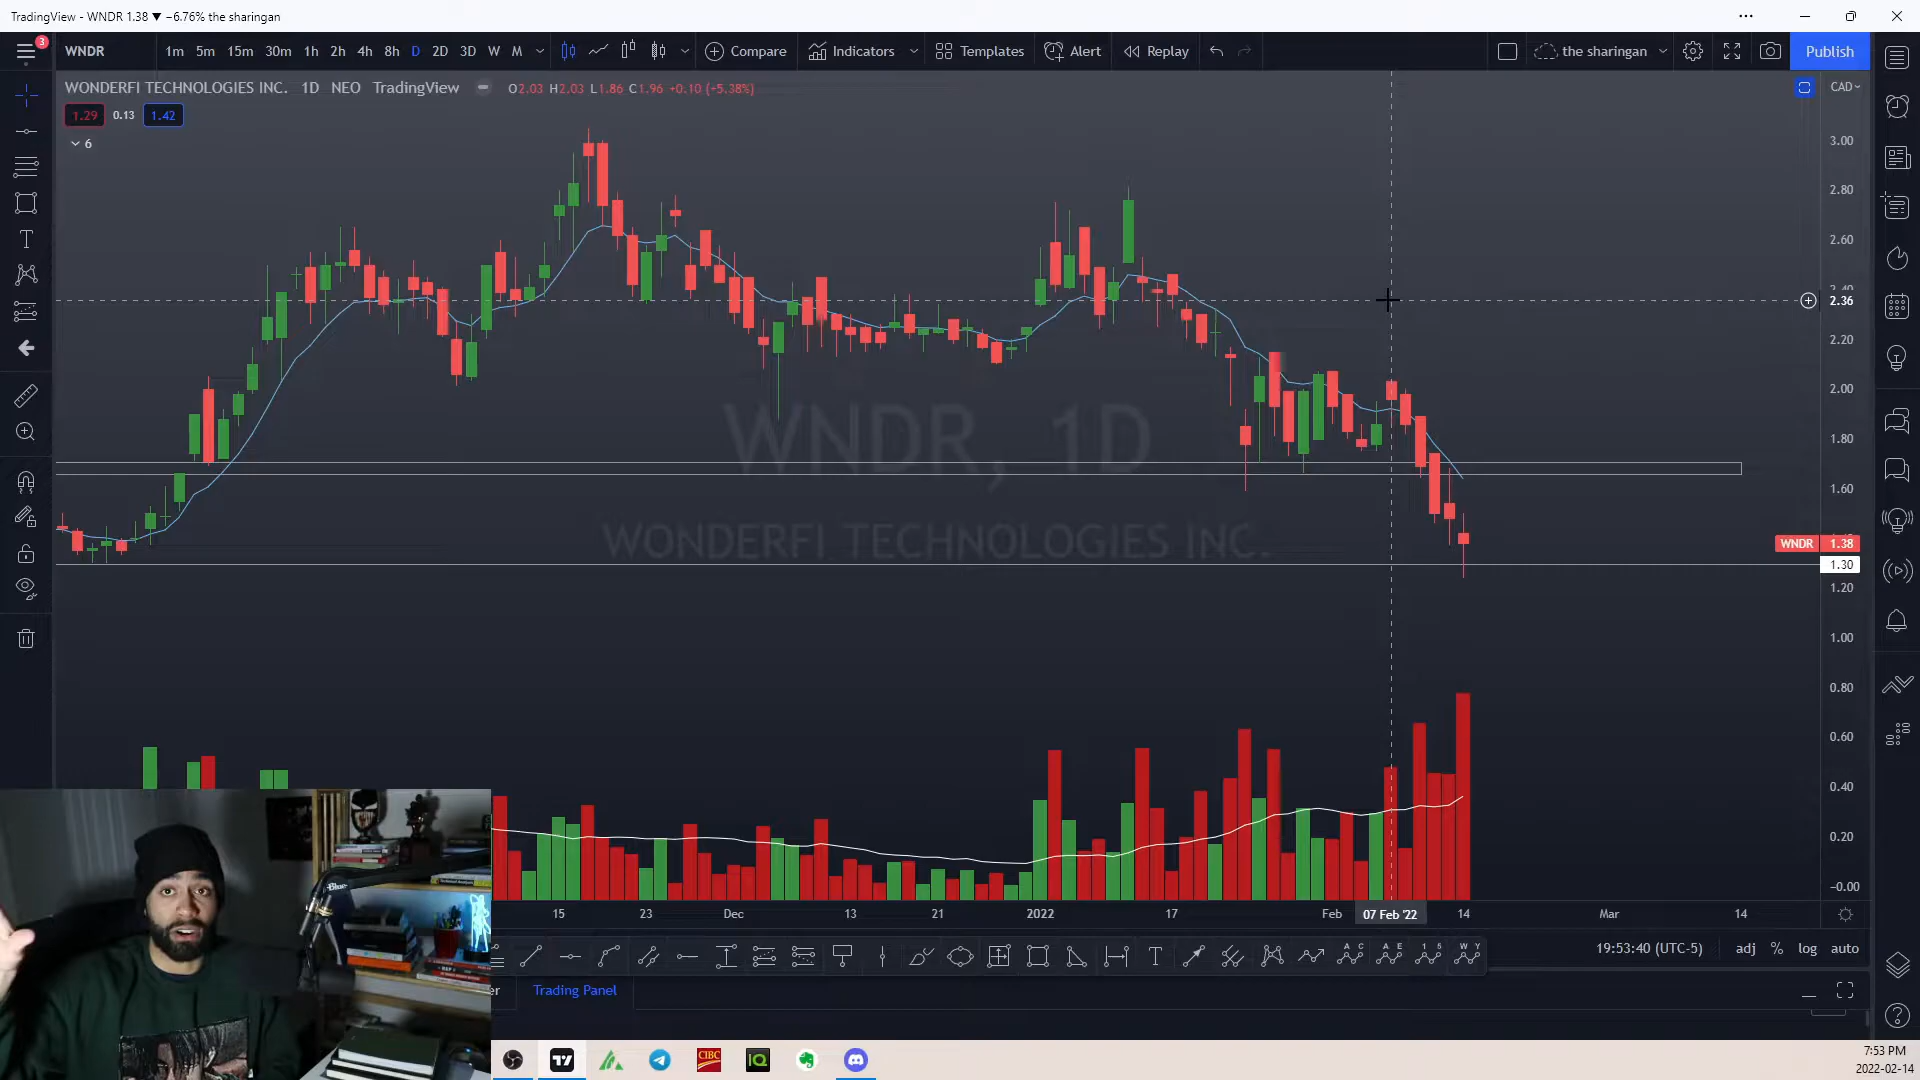 TradingView - WNDR 1.38 ▼ −6.76% the sharingan
3
WNDR 1m 5m 15m 30m 1h 2h 4h 8h D 2D 3D W M Compare Indicators Templates Alert Replay the sharingan Publish
WONDERFI TECHNOLOGIES INC. 1D NEO TradingView O2.03 H2.03 L1.86 C1.96 +0.10 (−5.38%)
CAD
1.29 0.13 1.42
6
3.00
2.80
2.60
2.40
2.36
2.20
2.00
1.80
1.60
WNDR 1.38
1.30
1.20
1.00
0.80
0.60
0.40
0.20
−0.00
WNDR, 1D
WONDERFI TECHNOLOGIES INC.
15 23 Dec 13 21 2022 17 Feb 07 Feb '22 14 Mar 14
19:53:40 (UTC-5) adj % log auto
er Trading Panel
CIBC
IQ
7:53 PM
2022-02-14